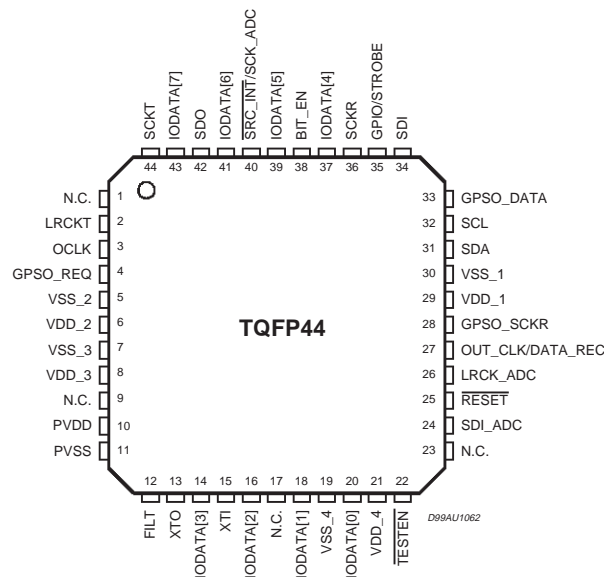 SCKT
IODATA[7]
SDO
IODATA[6]
SRC_INT/SCK_ADC
IODATA[5]
BIT_EN
IODATA[4]
SCKR
GPIO/STROBE
SDI
44 43 42 41 40 39 38 37 36 35 34
N.C. 1
LRCKT 2
OCLK 3
GPSO_REQ 4
VSS_2 5
VDD_2 6
VSS_3 7
VDD_3 8
N.C. 9
PVDD 10
PVSS 11
TQFP44
33 GPSO_DATA
32 SCL
31 SDA
30 VSS_1
29 VDD_1
28 GPSO_SCKR
27 OUT_CLK/DATA_REC
26 LRCK_ADC
25 RESET
24 SDI_ADC
23 N.C.
12 13 14 15 16 17 18 19 20 21 22
FILT
XTO
IODATA[3]
XTI
IODATA[2]
N.C.
IODATA[1]
VSS_4
IODATA[0]
VDD_4
TESTEN
D99AU1062